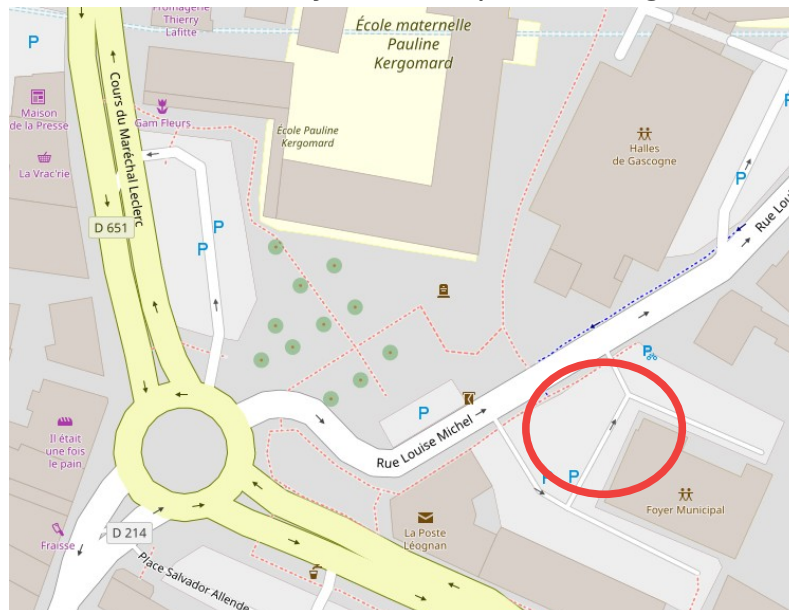 Fromagerie
Thierry
Lafitte
École maternelle
Pauline
Kergomard
P
P
Maison
de la Presse
Gam Fleurs
École Pauline
Kergomard
Halles
de Gascogne
La Vrac'rie
Cours du Maréchal Leclerc
P
D 651
P
P
Rue Loui
P
P
Il était
une fois
le pain
Rue Louise Michel
P
P
Foyer Municipal
La Poste
Léognan
D 214
Fraisse
Place Salvador Allende